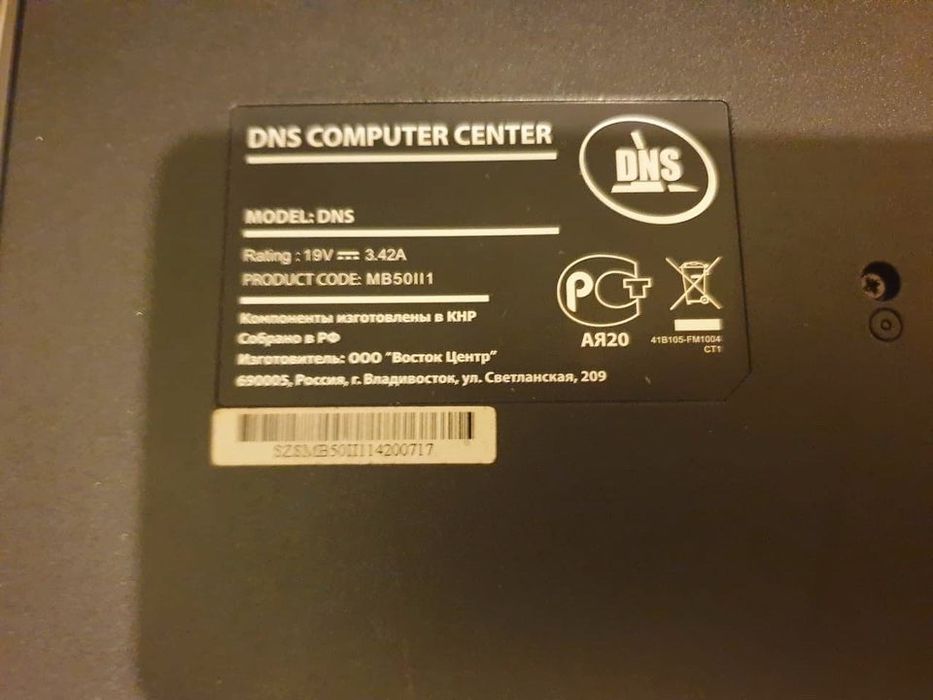 DNS COMPUTER CENTER
DNS
MODEL: DNS
Rating : 19V ⎓ 3.42A
PRODUCT CODE: MB50II1
Компоненты изготовлены в КНР
Собрано в РФ
Изготовитель: ООО "Восток Центр"
690005, Россия, г. Владивосток, ул. Светланская, 209
РСТ
АЯ20
41B105-FM1004
CT1
SZSMB50II114200717